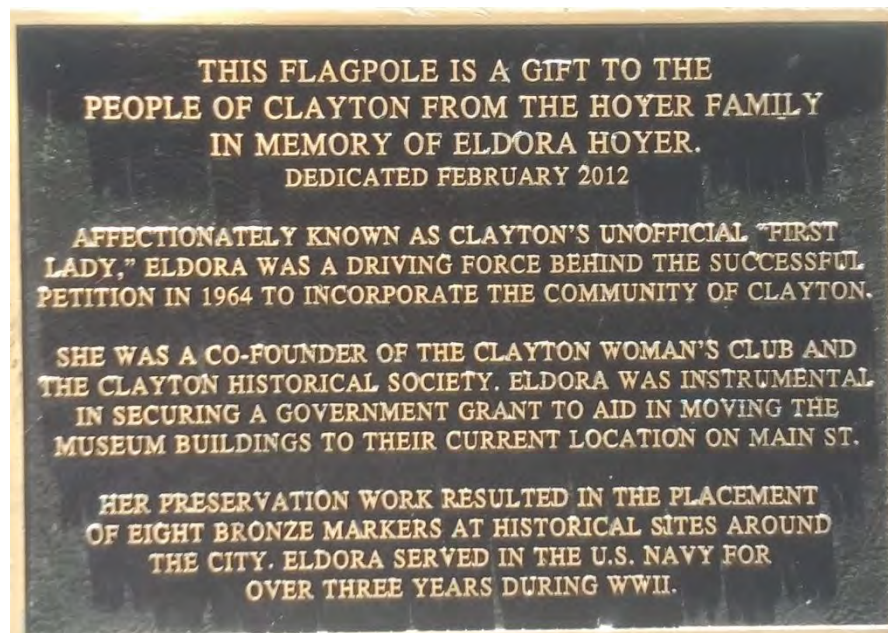 THIS FLAGPOLE IS A GIFT TO THE
PEOPLE OF CLAYTON FROM THE HOYER FAMILY
IN MEMORY OF ELDORA HOYER.
DEDICATED FEBRUARY 2012
AFFECTIONATELY KNOWN AS CLAYTON'S UNOFFICIAL "FIRST
LADY," ELDORA WAS A DRIVING FORCE BEHIND THE SUCCESSFUL
PETITION IN 1964 TO INCORPORATE THE COMMUNITY OF CLAYTON.
SHE WAS A CO-FOUNDER OF THE CLAYTON WOMAN'S CLUB AND
THE CLAYTON HISTORICAL SOCIETY. ELDORA WAS INSTRUMENTAL
IN SECURING A GOVERNMENT GRANT TO AID IN MOVING THE
MUSEUM BUILDINGS TO THEIR CURRENT LOCATION ON MAIN ST.
HER PRESERVATION WORK RESULTED IN THE PLACEMENT
OF EIGHT BRONZE MARKERS AT HISTORICAL SITES AROUND
THE CITY. ELDORA SERVED IN THE U.S. NAVY FOR
OVER THREE YEARS DURING WWII.